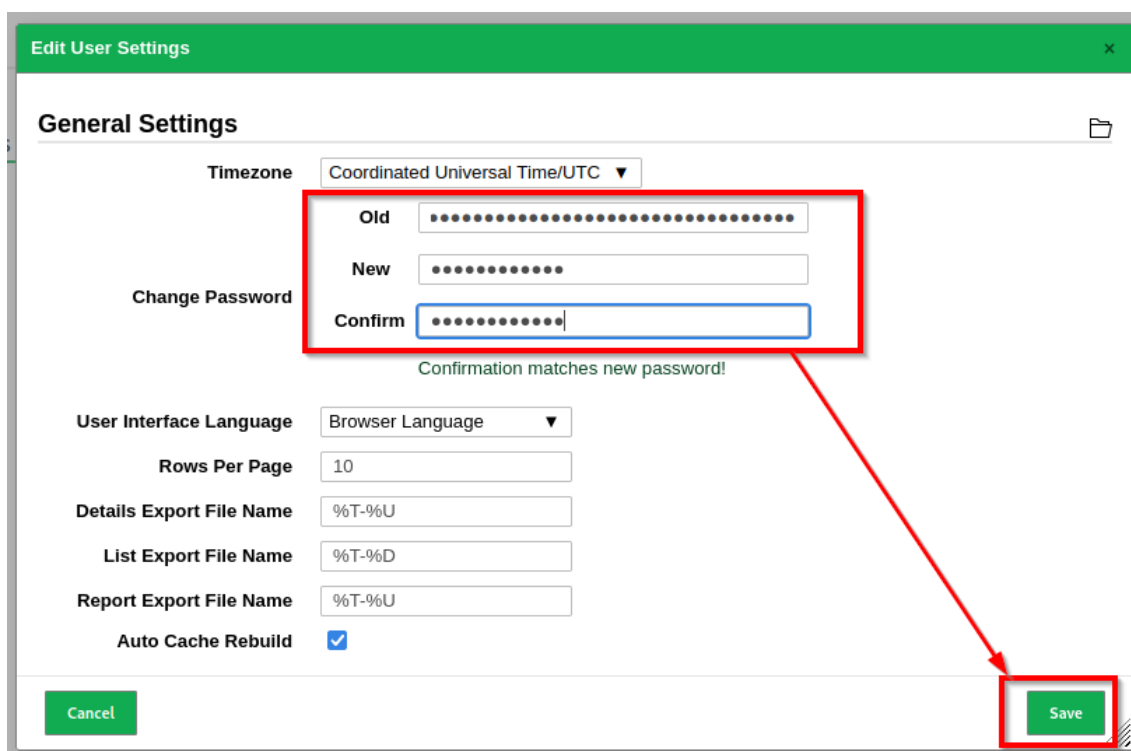 Edit User Settings ×
General Settings
Timezone Coordinated Universal Time/UTC ▼
Old ••••••••••••••••••••••••••••••••••
New ••••••••••••
Change Password
Confirm ••••••••••••
Confirmation matches new password!
User Interface Language Browser Language ▼
Rows Per Page 10
Details Export File Name %T-%U
List Export File Name %T-%D
Report Export File Name %T-%U
Auto Cache Rebuild
Cancel Save